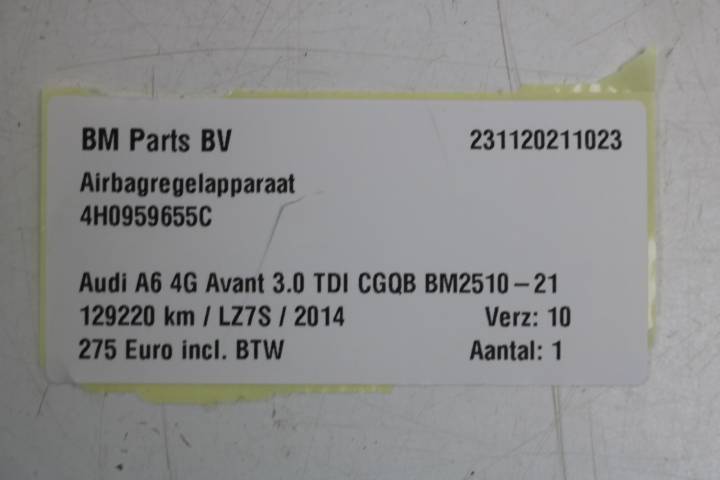 BM Parts BV 231120211023
Airbagregelapparaat
4H0959655C
Audi A6 4G Avant 3.0 TDI CGQB BM2510-21
129220 km / LZ7S / 2014 Verz: 10
275 Euro incl. BTW Aantal: 1